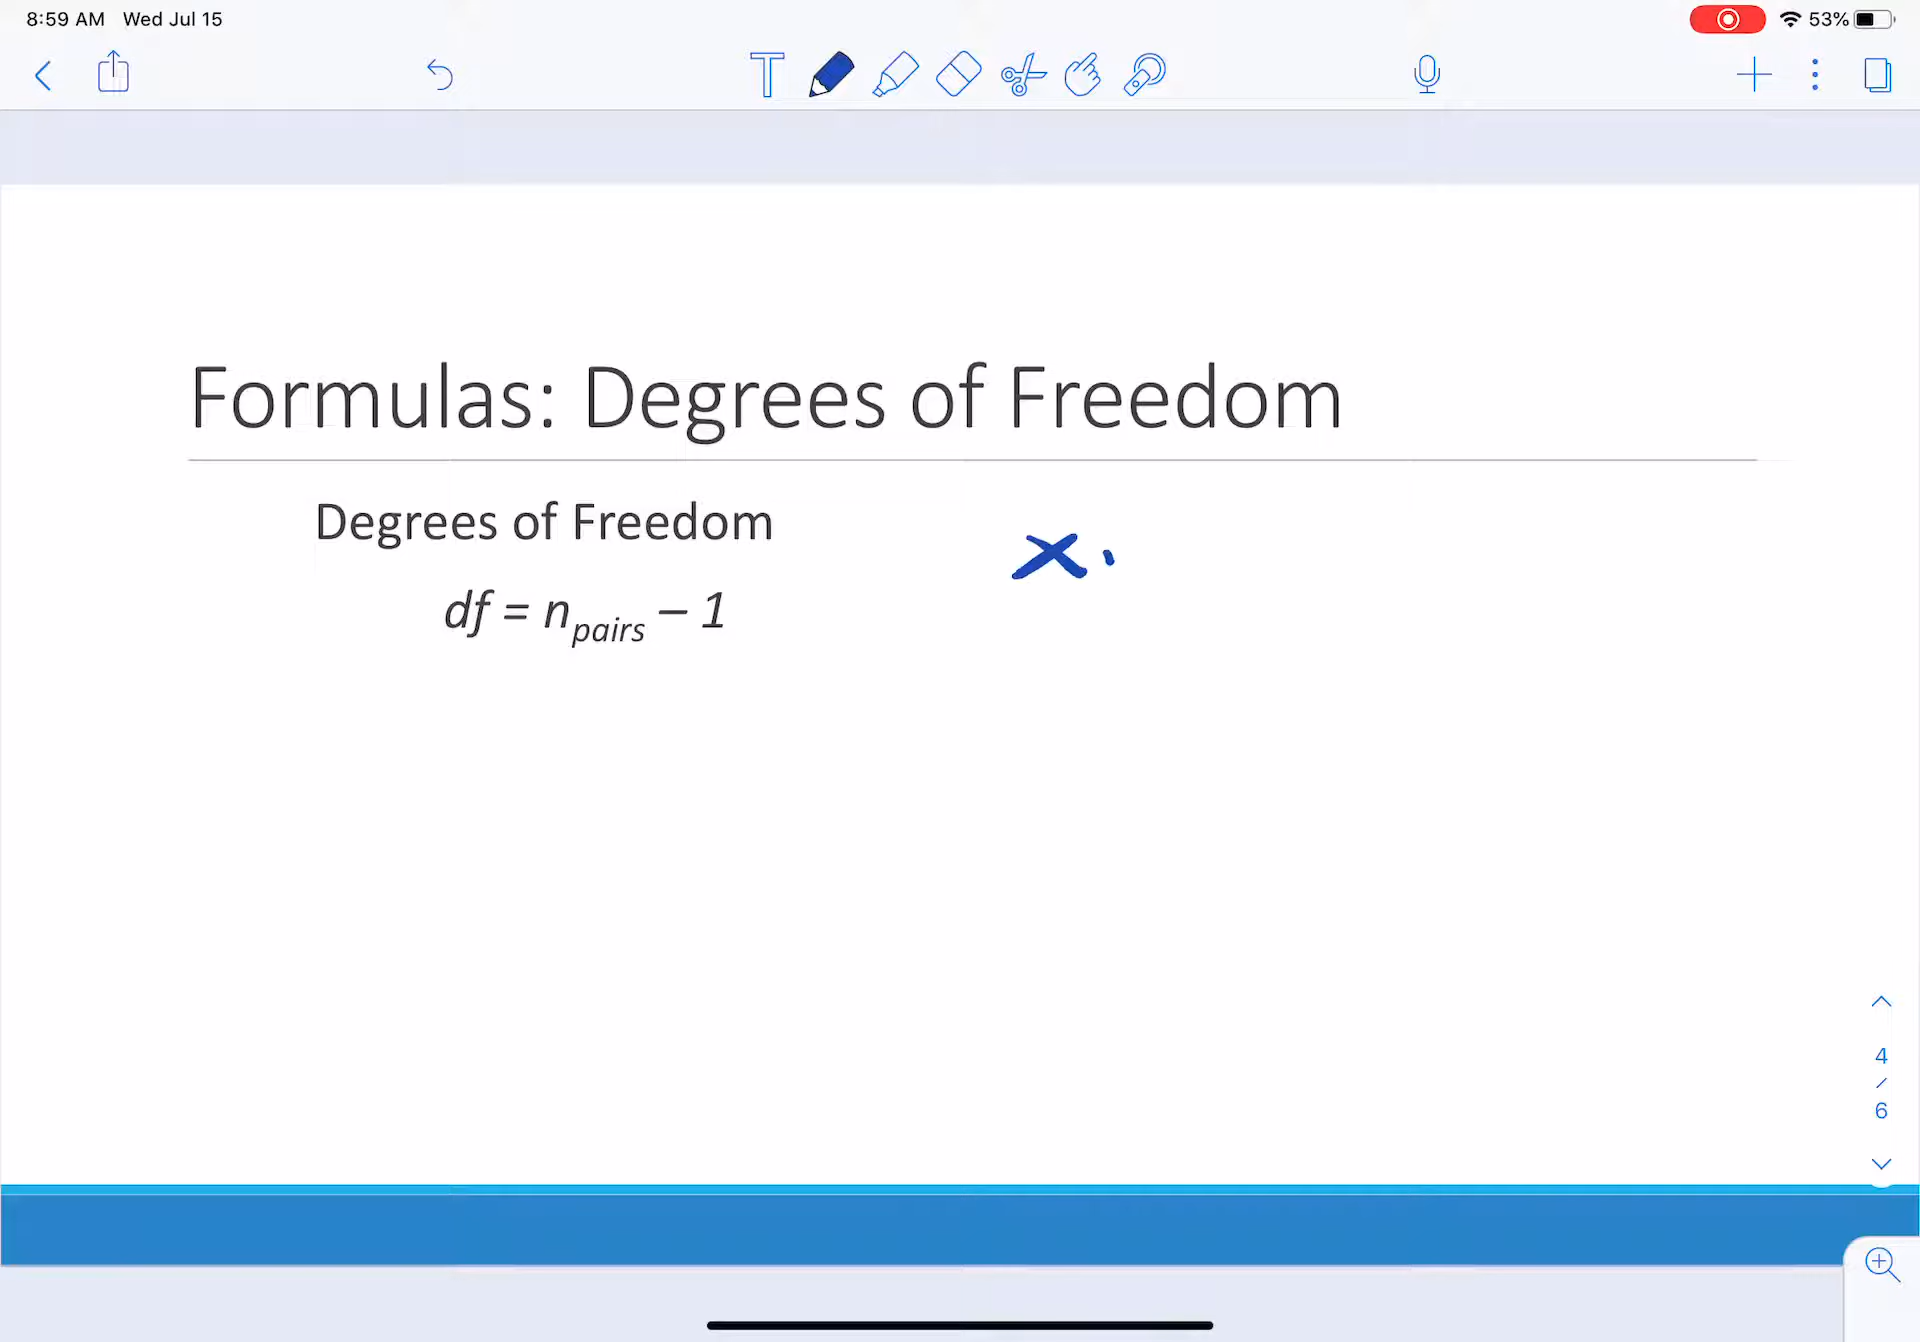 8:59 AM Wed Jul 15
53%
T
Formulas: Degrees of Freedom
Degrees of Freedom
x.
df = n_pairs – 1
4
/
6